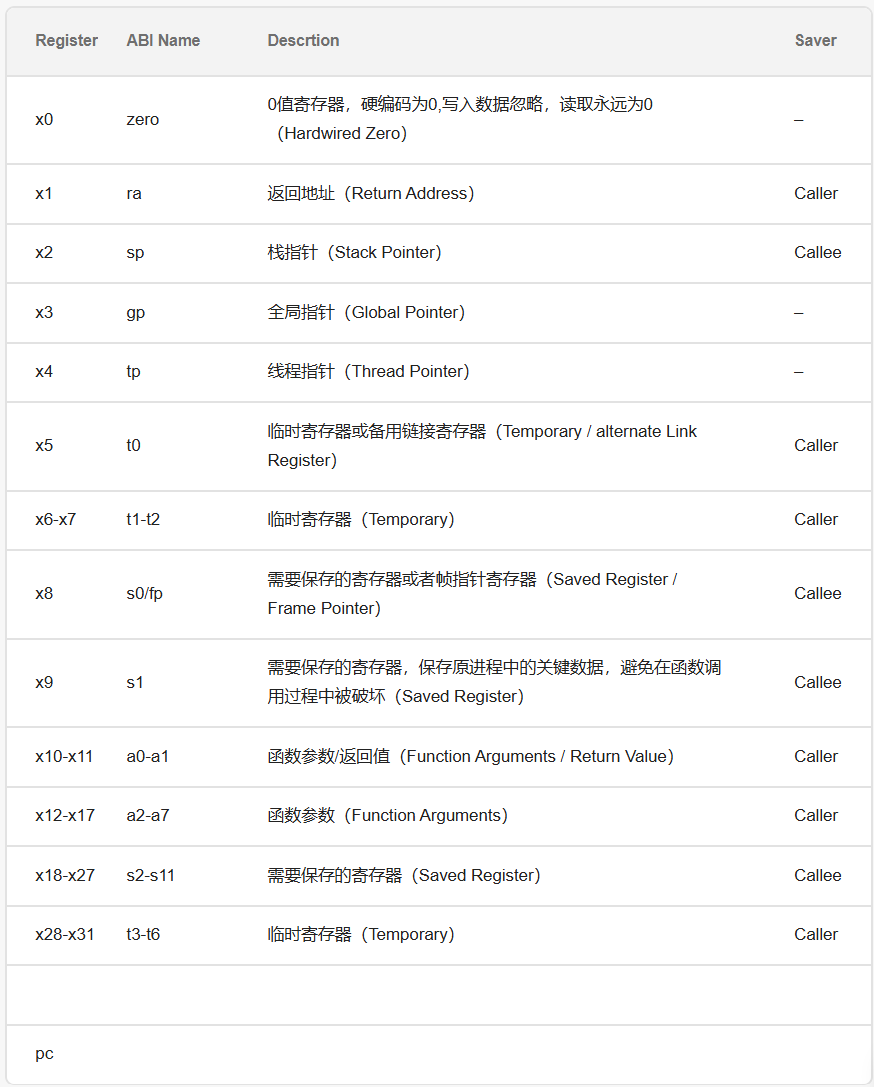 Register ABI Name Descrtion Saver
x0 zero 0值寄存器，硬编码为0,写入数据忽略，读取永远为0
（Hardwired Zero） –
x1 ra 返回地址（Return Address） Caller
x2 sp 栈指针（Stack Pointer） Callee
x3 gp 全局指针（Global Pointer） –
x4 tp 线程指针（Thread Pointer） –
x5 t0 临时寄存器或备用链接寄存器（Temporary / alternate Link
Register） Caller
x6-x7 t1-t2 临时寄存器（Temporary） Caller
x8 s0/fp 需要保存的寄存器或者帧指针寄存器（Saved Register /
Frame Pointer） Callee
x9 s1 需要保存的寄存器，保存原进程中的关键数据，避免在函数调
用过程中被破坏（Saved Register） Callee
x10-x11 a0-a1 函数参数/返回值（Function Arguments / Return Value） Caller
x12-x17 a2-a7 函数参数（Function Arguments） Caller
x18-x27 s2-s11 需要保存的寄存器（Saved Register） Callee
x28-x31 t3-t6 临时寄存器（Temporary） Caller
pc